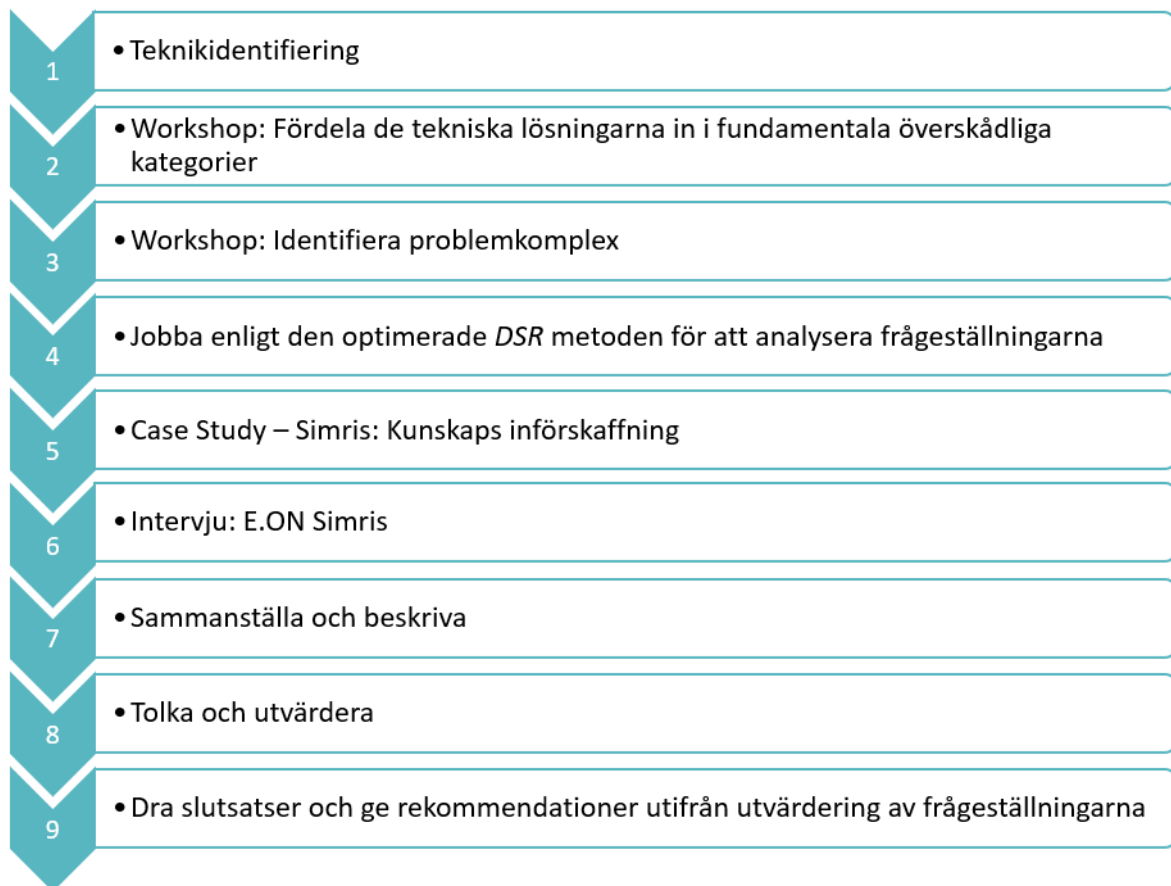 1
• Teknikidentifiering
2
• Workshop: Fördela de tekniska lösningarna in i fundamentala överskådliga
kategorier
3
• Workshop: Identifiera problemkomplex
4
• Jobba enligt den optimerade DSR metoden för att analysera frågeställningarna
5
• Case Study – Simris: Kunskaps införskaffning
6
• Intervju: E.ON Simris
7
• Sammanställa och beskriva
8
• Tolka och utvärdera
9
• Dra slutsatser och ge rekommendationer utifrån utvärdering av frågeställningarna